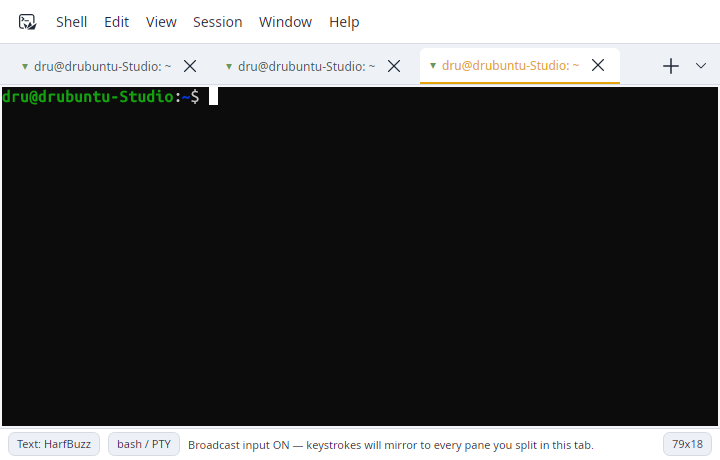 Shell Edit View Session Window Help
▼ dru@drubuntu-Studio: ~ ▼ dru@drubuntu-Studio: ~ ▼ dru@drubuntu-Studio: ~
dru@drubuntu-Studio:~$
Text: HarfBuzz bash / PTY Broadcast input ON — keystrokes will mirror to every pane you split in this tab. 79x18